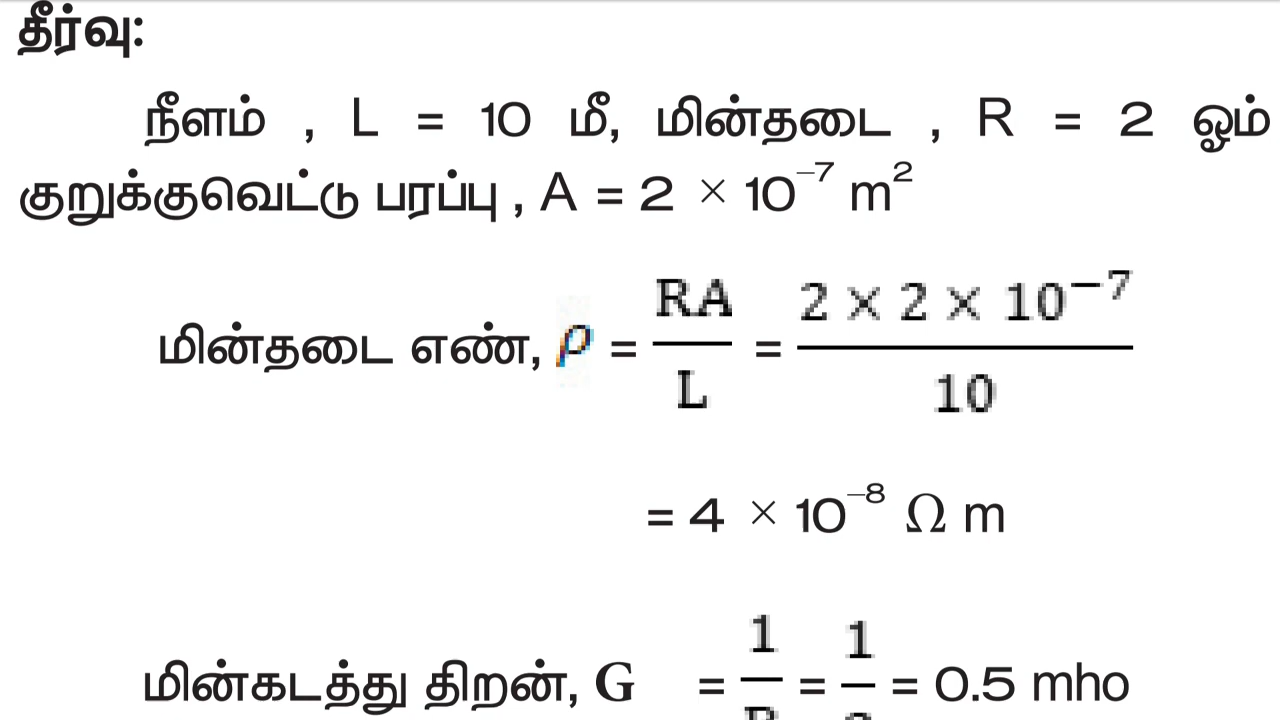 தீர்வு:
நீளம் , L = 10 மீ, மின்தடை , R = 2 ஓம்
குறுக்குவெட்டு பரப்பு , A = 2 × 10⁻⁷ m²
மின்தடை எண், ρ = RA/L = 2 × 2 × 10⁻⁷/10
= 4 × 10⁻⁸ Ω m
மின்கடத்து திறன், G = 1/R = 1/2 = 0.5 mho